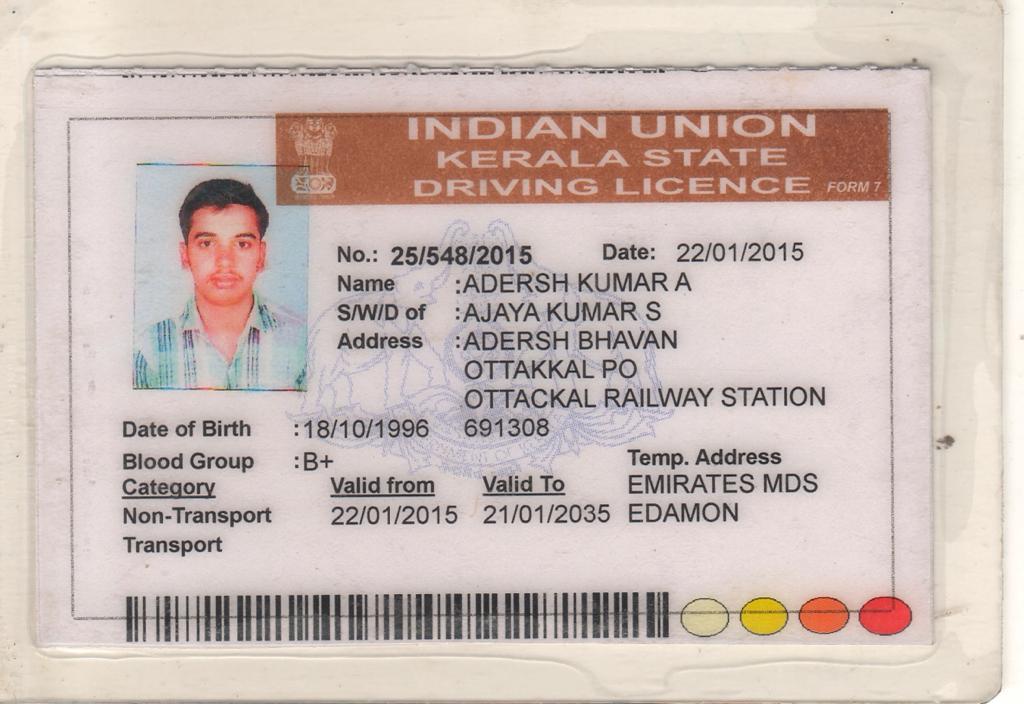 INDIAN UNION
KERALA STATE
DRIVING LICENCE FORM 7
No.: 25/548/2015 Date: 22/01/2015
Name :ADERSH KUMAR A
S/W/D of :AJAYA KUMAR S
Address :ADERSH BHAVAN
OTTAKKAL PO
OTTACKAL RAILWAY STATION
Date of Birth :18/10/1996 691308
Blood Group :B+ Temp. Address
Category Valid from Valid To EMIRATES MDS
Non-Transport 22/01/2015 21/01/2035 EDAMON
Transport